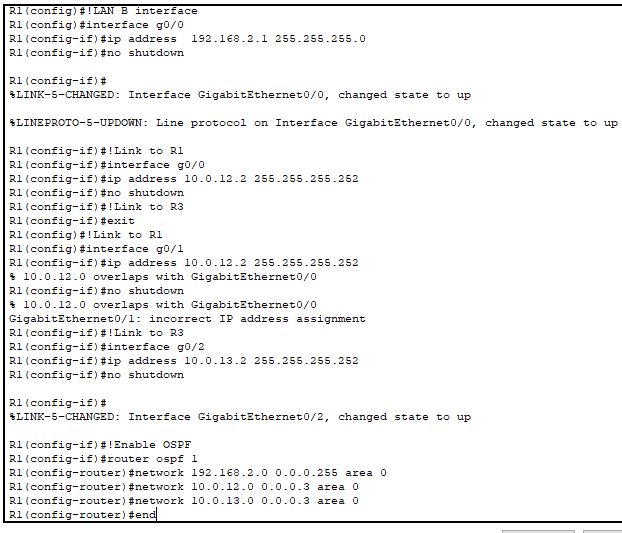 R1(config)#!LAN B interface
R1(config)#interface g0/0
R1(config-if)#ip address  192.168.2.1 255.255.255.0
R1(config-if)#no shutdown
R1(config-if)#
%LINK-5-CHANGED: Interface GigabitEthernet0/0, changed state to up
%LINEPROTO-5-UPDOWN: Line protocol on Interface GigabitEthernet0/0, changed state to up
R1(config-if)#!Link to R1
R1(config-if)#interface g0/0
R1(config-if)#ip address 10.0.12.2 255.255.255.252
R1(config-if)#no shutdown
R1(config-if)#!Link to R3
R1(config-if)#exit
R1(config)#!Link to R1
R1(config)#interface g0/1
R1(config-if)#ip address 10.0.12.2 255.255.255.252
% 10.0.12.0 overlaps with GigabitEthernet0/0
R1(config-if)#no shutdown
% 10.0.12.0 overlaps with GigabitEthernet0/0
GigabitEthernet0/1: incorrect IP address assignment
R1(config-if)#!Link to R3
R1(config-if)#interface g0/2
R1(config-if)#ip address 10.0.13.2 255.255.255.252
R1(config-if)#no shutdown
R1(config-if)#
%LINK-5-CHANGED: Interface GigabitEthernet0/2, changed state to up
R1(config-if)#!Enable OSPF
R1(config-if)#router ospf 1
R1(config-router)#network 192.168.2.0 0.0.0.255 area 0
R1(config-router)#network 10.0.12.0 0.0.0.3 area 0
R1(config-router)#network 10.0.13.0 0.0.0.3 area 0
R1(config-router)#end